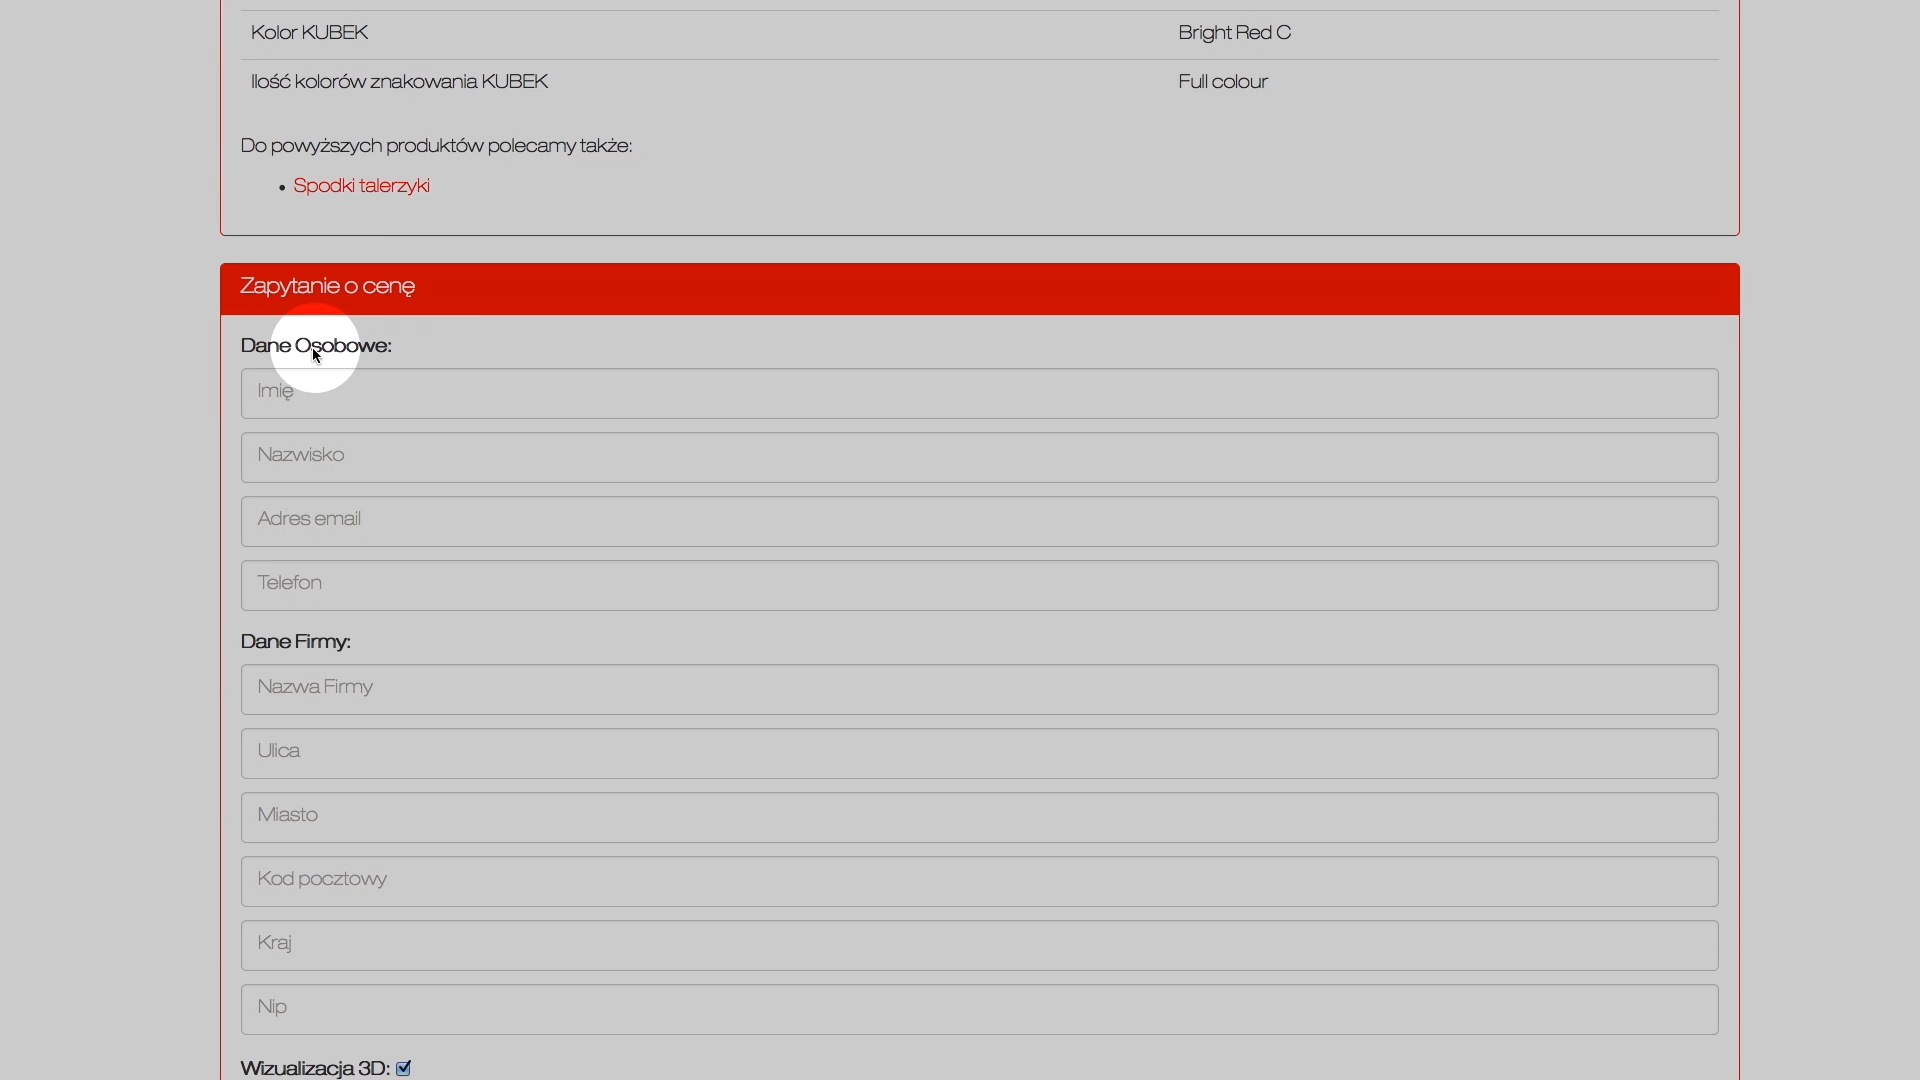 Kolor KUBEK Bright Red C
Ilość kolorów znakowania KUBEK Full colour
Do powyższych produktów polecamy także:
Spodki talerzyki
Zapytanie o cenę
Dane Osobowe:
Imię
Nazwisko
Adres email
Telefon
Dane Firmy:
Nazwa Firmy
Ulica
Miasto
Kod pocztowy
Kraj
Nip
Wizualizacja 3D: